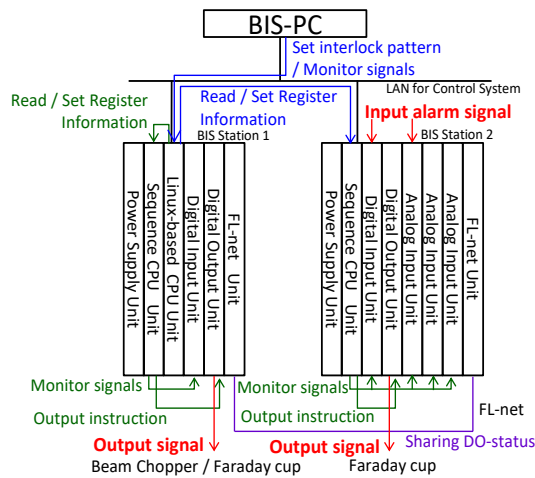 BIS-PC
Set interlock pattern
/ Monitor signals
LAN for Control System
Read / Set Register
Information
Read / Set Register
Information
Input alarm signal
BIS Station 1
BIS Station 2
Power Supply Unit
Sequence CPU Unit
Linux-based CPU Unit
Digital Input Unit
Digital Output Unit
FL-net Unit
Power Supply Unit
Sequence CPU Unit
Digital Input Unit
Digital Output Unit
Analog Input Unit
Analog Input Unit
Analog Input Unit
FL-net Unit
Monitor signals
Output instruction
Monitor signals
Output instruction
FL-net
Sharing DO-status
Output signal
Beam Chopper / Faraday cup
Output signal
Faraday cup